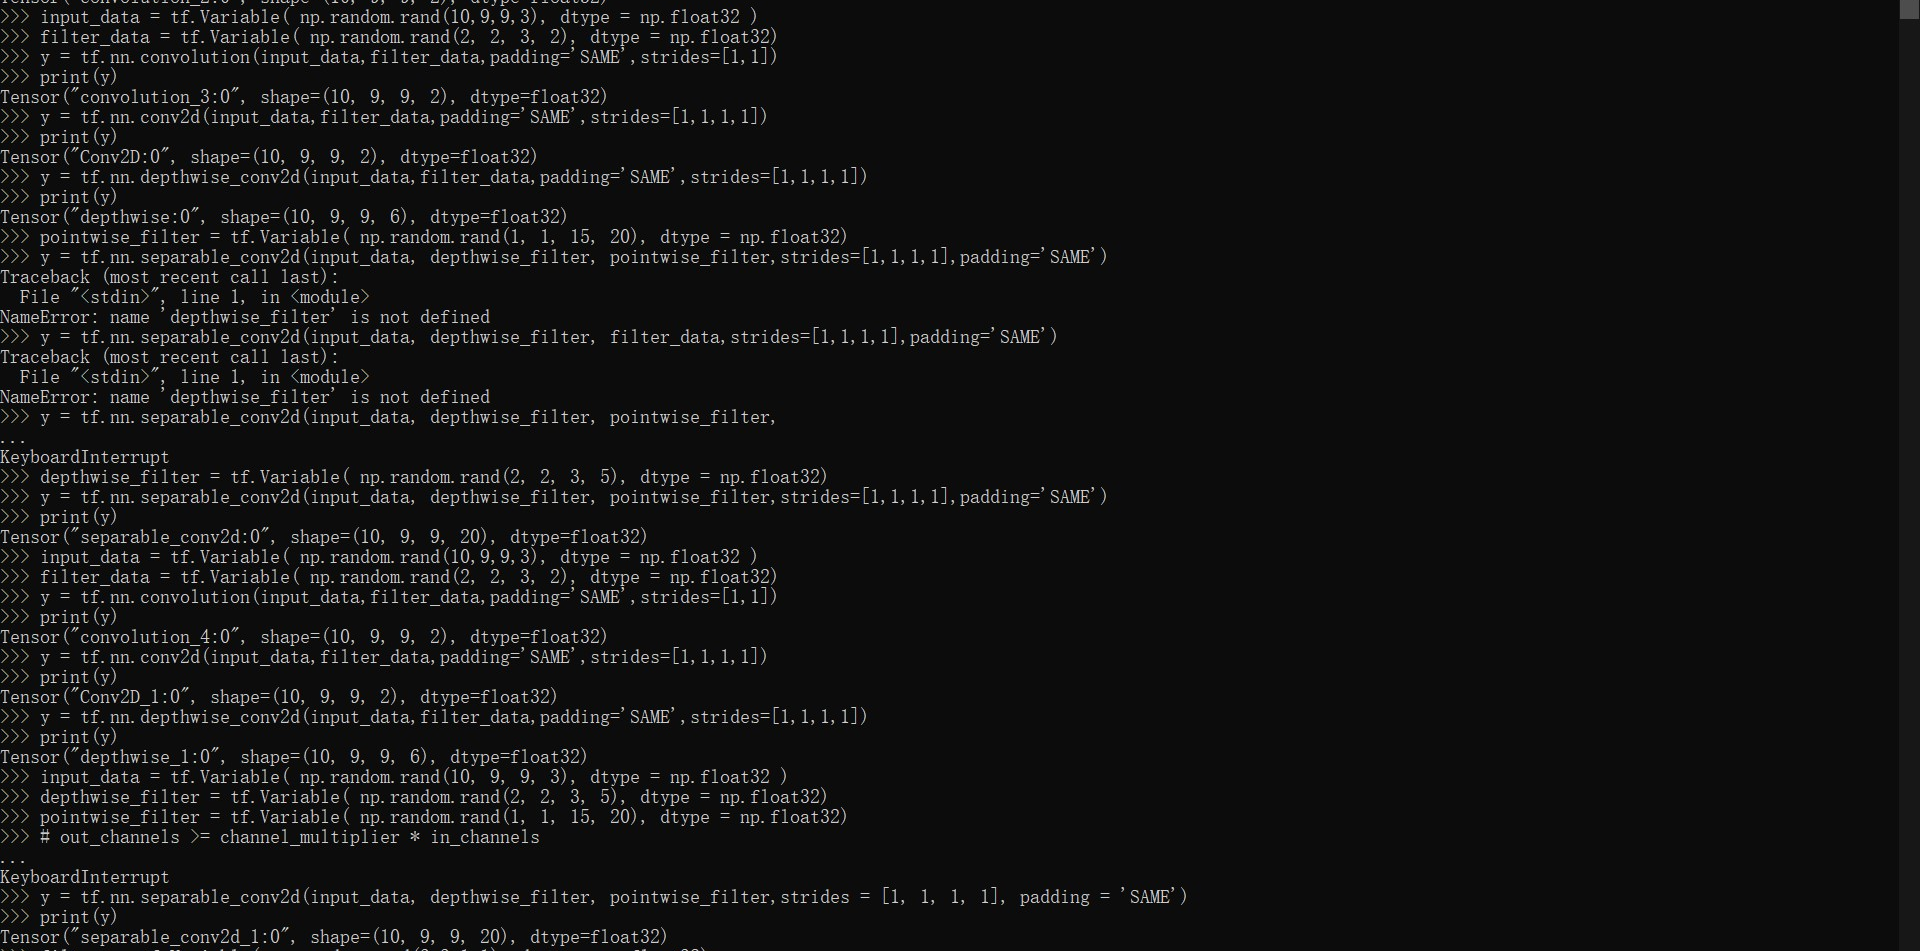 Tensor("convolution_2:0", shape=(10, 9, 9, 2), dtype=float32)
>>> input_data = tf.Variable( np.random.rand(10,9,9,3), dtype = np.float32 )
>>> filter_data = tf.Variable( np.random.rand(2, 2, 3, 2), dtype = np.float32)
>>> y = tf.nn.convolution(input_data,filter_data,padding='SAME',strides=[1,1])
>>> print(y)
Tensor("convolution_3:0", shape=(10, 9, 9, 2), dtype=float32)
>>> y = tf.nn.conv2d(input_data,filter_data,padding='SAME',strides=[1,1,1,1])
>>> print(y)
Tensor("Conv2D:0", shape=(10, 9, 9, 2), dtype=float32)
>>> y = tf.nn.depthwise_conv2d(input_data,filter_data,padding='SAME',strides=[1,1,1,1])
>>> print(y)
Tensor("depthwise:0", shape=(10, 9, 9, 6), dtype=float32)
>>> pointwise_filter = tf.Variable( np.random.rand(1, 1, 15, 20), dtype = np.float32)
>>> y = tf.nn.separable_conv2d(input_data, depthwise_filter, pointwise_filter,strides=[1,1,1,1],padding='SAME')
Traceback (most recent call last):
  File "<stdin>", line 1, in <module>
NameError: name 'depthwise_filter' is not defined
>>> y = tf.nn.separable_conv2d(input_data, depthwise_filter, filter_data,strides=[1,1,1,1],padding='SAME')
Traceback (most recent call last):
  File "<stdin>", line 1, in <module>
NameError: name 'depthwise_filter' is not defined
>>> y = tf.nn.separable_conv2d(input_data, depthwise_filter, pointwise_filter,
...
KeyboardInterrupt
>>> depthwise_filter = tf.Variable( np.random.rand(2, 2, 3, 5), dtype = np.float32)
>>> y = tf.nn.separable_conv2d(input_data, depthwise_filter, pointwise_filter,strides=[1,1,1,1],padding='SAME')
>>> print(y)
Tensor("separable_conv2d:0", shape=(10, 9, 9, 20), dtype=float32)
>>> input_data = tf.Variable( np.random.rand(10,9,9,3), dtype = np.float32 )
>>> filter_data = tf.Variable( np.random.rand(2, 2, 3, 2), dtype = np.float32)
>>> y = tf.nn.convolution(input_data,filter_data,padding='SAME',strides=[1,1])
>>> print(y)
Tensor("convolution_4:0", shape=(10, 9, 9, 2), dtype=float32)
>>> y = tf.nn.conv2d(input_data,filter_data,padding='SAME',strides=[1,1,1,1])
>>> print(y)
Tensor("Conv2D_1:0", shape=(10, 9, 9, 2), dtype=float32)
>>> y = tf.nn.depthwise_conv2d(input_data,filter_data,padding='SAME',strides=[1,1,1,1])
>>> print(y)
Tensor("depthwise_1:0", shape=(10, 9, 9, 6), dtype=float32)
>>> input_data = tf.Variable( np.random.rand(10, 9, 9, 3), dtype = np.float32 )
>>> depthwise_filter = tf.Variable( np.random.rand(2, 2, 3, 5), dtype = np.float32)
>>> pointwise_filter = tf.Variable( np.random.rand(1, 1, 15, 20), dtype = np.float32)
>>> # out_channels >= channel_multiplier * in_channels
...
KeyboardInterrupt
>>> y = tf.nn.separable_conv2d(input_data, depthwise_filter, pointwise_filter,strides = [1, 1, 1, 1], padding = 'SAME')
>>> print(y)
Tensor("separable_conv2d_1:0", shape=(10, 9, 9, 20), dtype=float32)